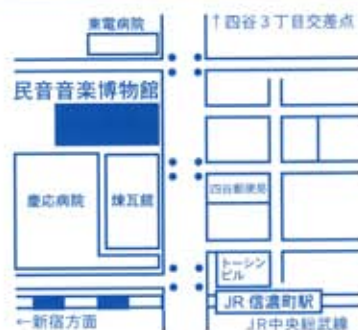 東電病院
↑四谷3丁目交差点
民音音楽博物館
慶応病院
煉瓦館
四谷郵便局
トーシン
ビル
JR 信濃町駅
←新宿方面
JR中央総武線